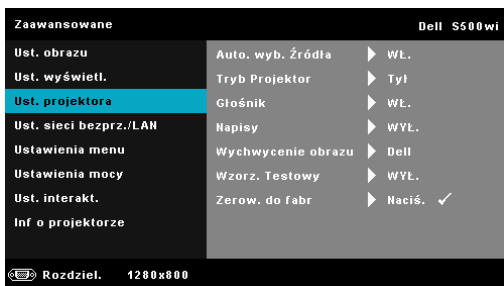 Zaawansowane Dell S500wi
Ust. obrazu
Ust. wyświetl.
Ust. projektora
Ust. sieci bezprz./LAN
Ustawienia menu
Ustawienia mocy
Ust. interakt.
Inf o projektorze
Auto. wyb. Źródła WŁ.
Tryb Projektor Tył
Głośnik WŁ.
Napisy WYŁ.
Wychwycenie obrazu Dell
Wzorz. Testowy WYŁ.
Zerow. do fabr Naciś.
Rozdziel. 1280x800